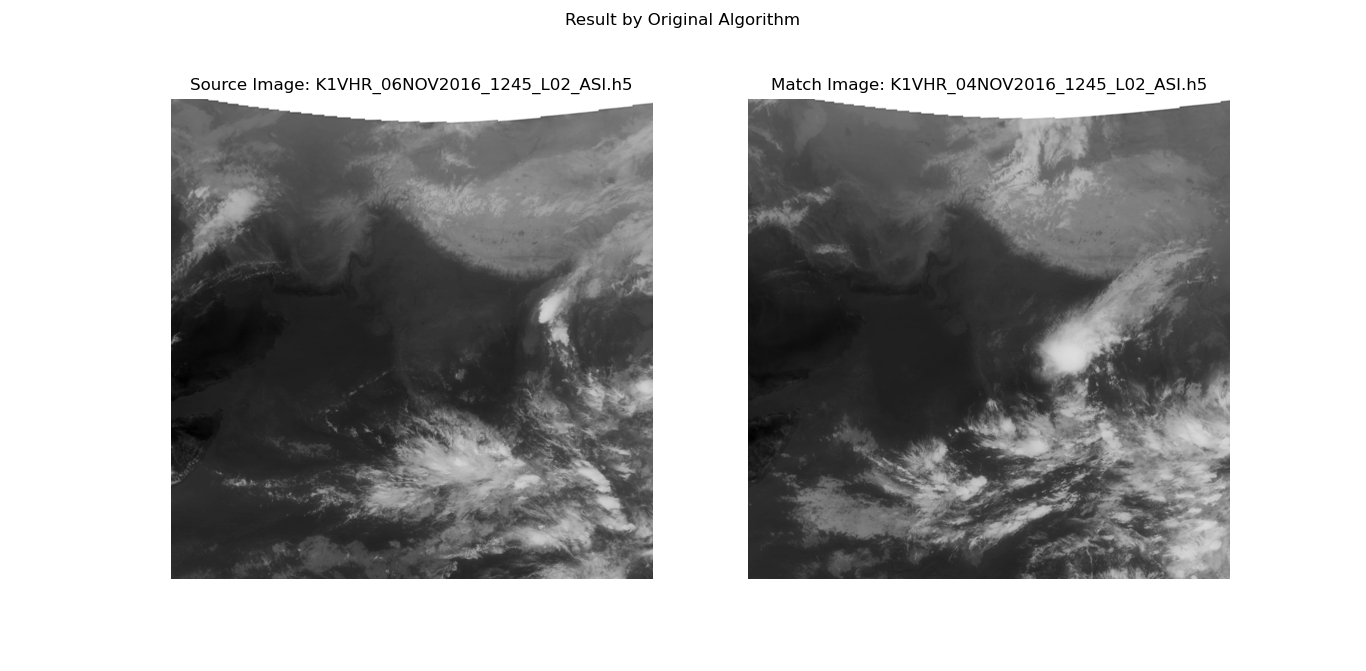 Result by Original Algorithm
Source Image: K1VHR_06NOV2016_1245_L02_ASI.h5
Match Image: K1VHR_04NOV2016_1245_L02_ASI.h5